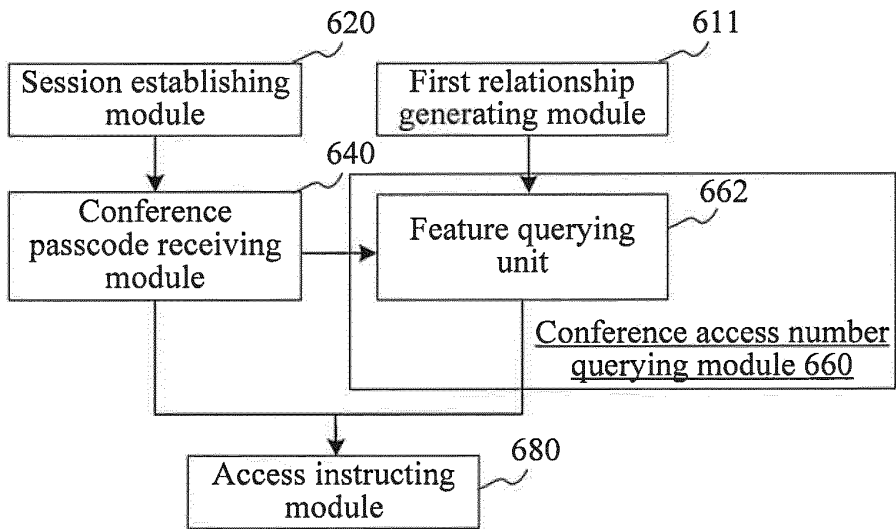 620
611
Session establishing
module
First relationship
generating module
640
662
Conference
passcode receiving
module
Feature querying
unit
Conference access number
querying module 660
680
Access instructing
module